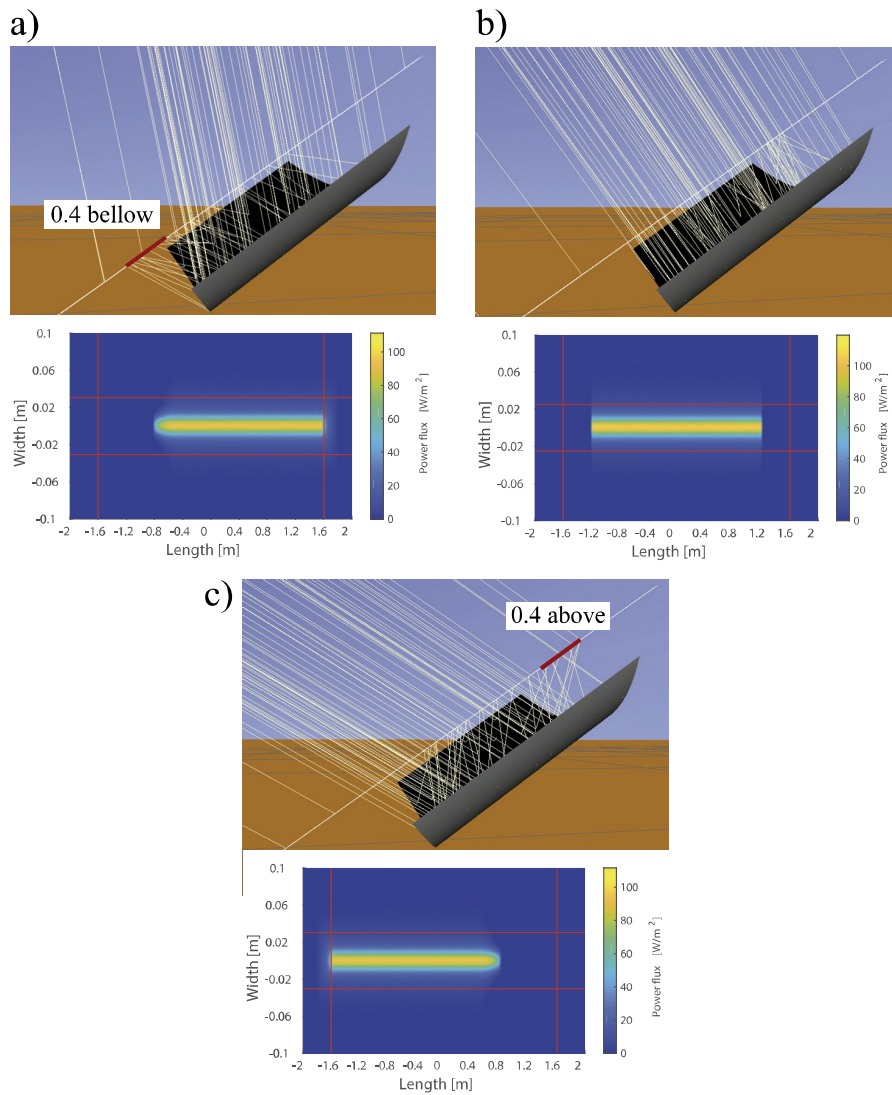 a)
0.4 bellow
0.1
0.06
0.02
-0.02
-0.06
-0.1
Width [m]
-2 -1.6 -1.2 -0.8 -0.4 0 0.4 0.8 1.2 1.6 2
Length [m]
100
80
60
40
20
0
Power flux [W/m²]
b)
0.1
0.06
0.02
-0.02
-0.06
-0.1
Width [m]
-2 -1.6 -1.2 -0.8 -0.4 0 0.4 0.8 1.2 1.6 2
Length [m]
100
80
60
40
20
0
Power flux [W/m²]
c)
0.4 above
0.1
0.06
0.02
-0.02
-0.06
-0.1
Width [m]
-2 -1.6 -1.2 -0.8 -0.4 0 0.4 0.8 1.2 1.6 2
Length [m]
100
80
60
40
20
0
Power flux [W/m²]